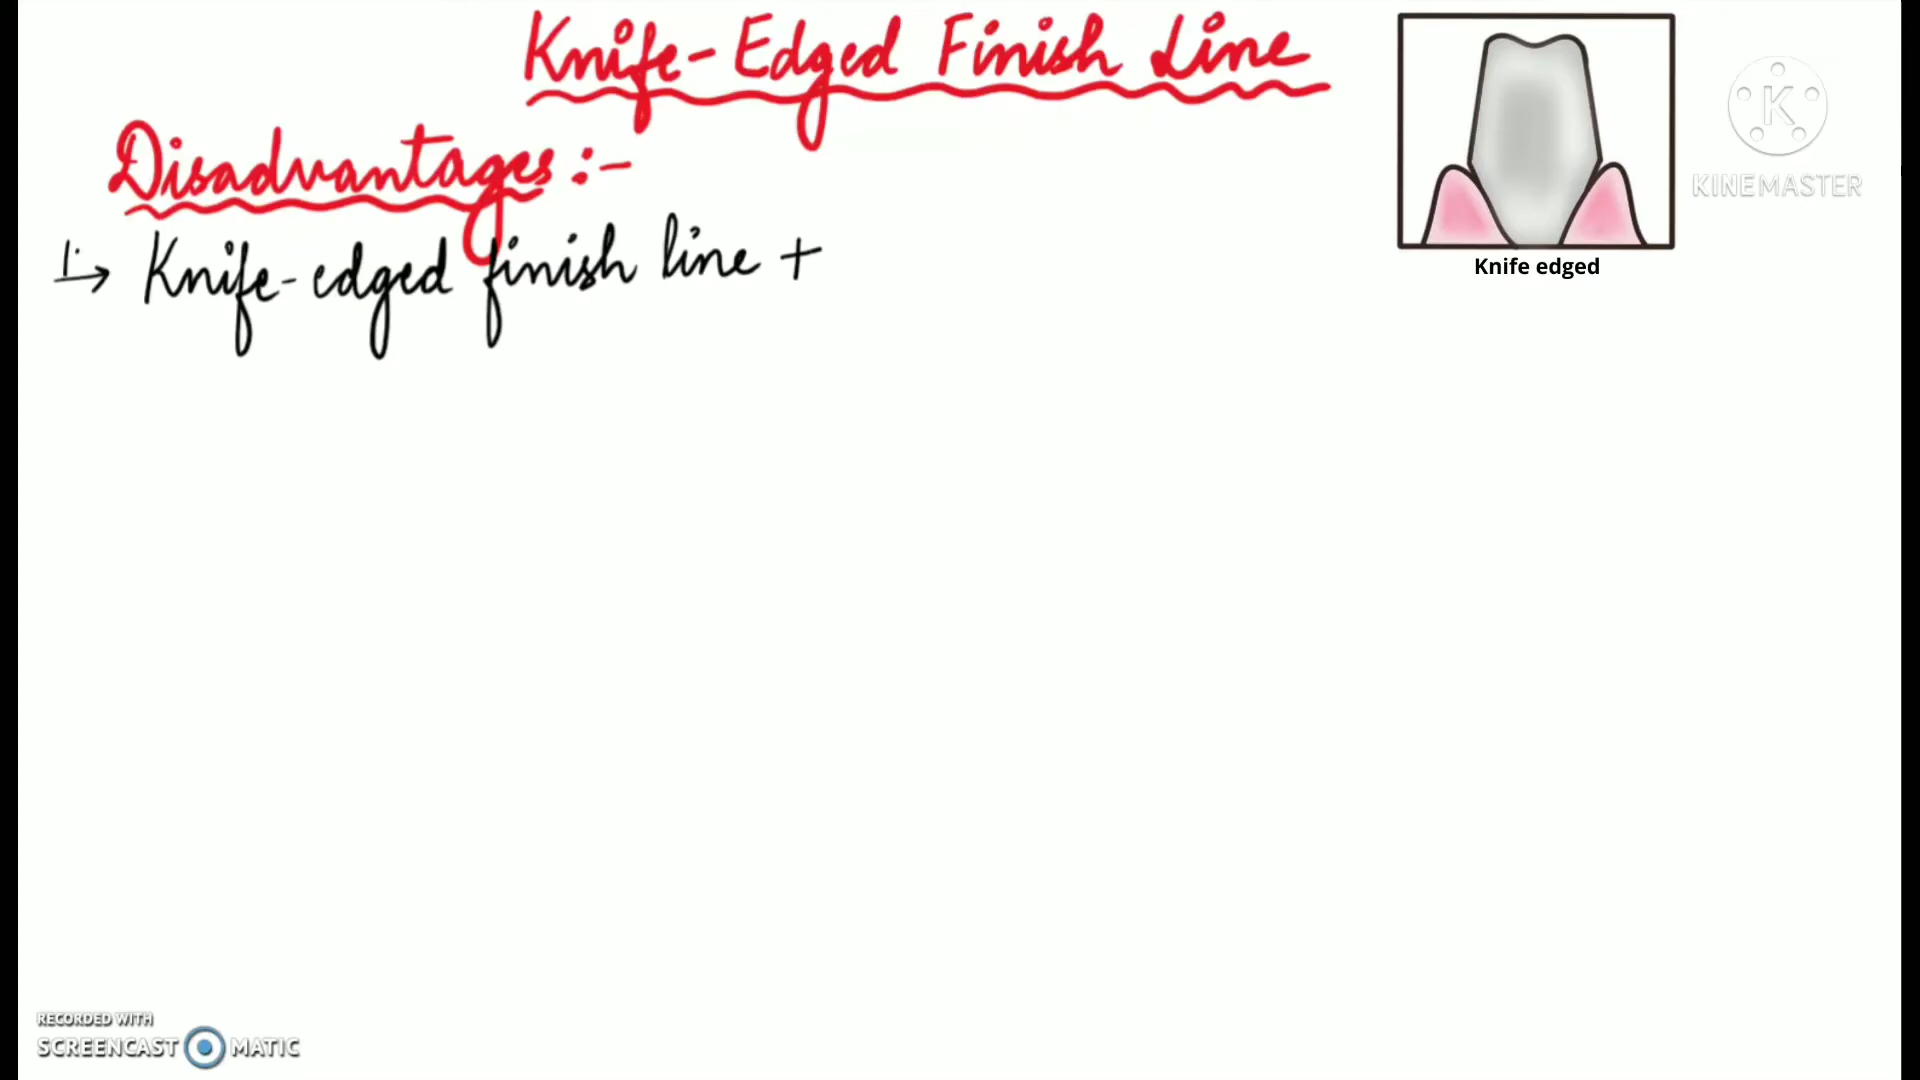 Knife-Edged Finish Line
Disadvantages:-
1.→ Knife-edged finish line +
Knife edged
K
KINEMASTER
RECORDED WITH
SCREENCAST MATIC